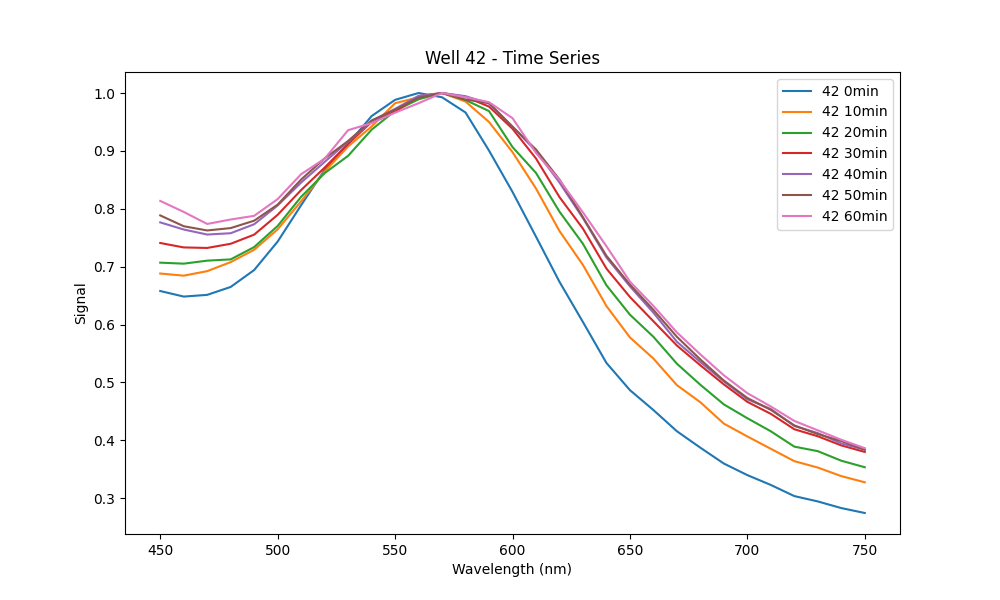 Well 42 - Time Series
Signal
1.0
0.9
0.8
0.7
0.6
0.5
0.4
0.3
42 0min
42 10min
42 20min
42 30min
42 40min
42 50min
42 60min
450 500 550 600 650 700 750
Wavelength (nm)